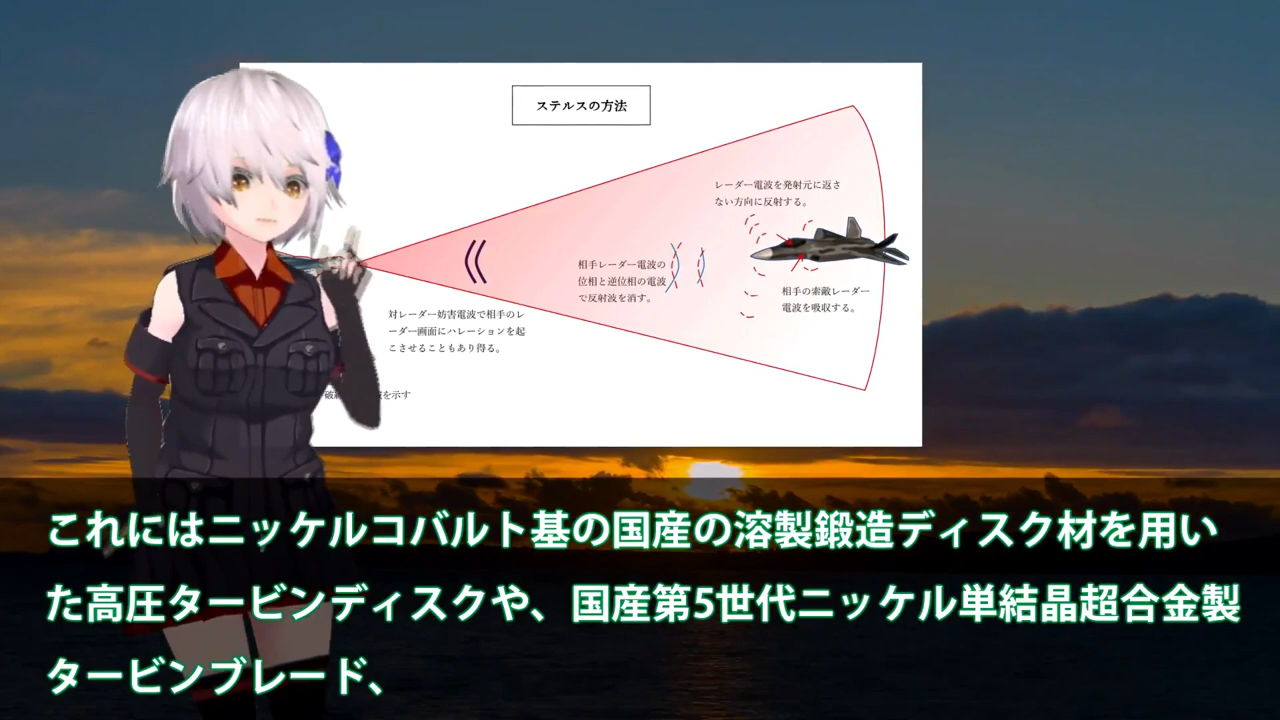 ステルスの方法
レーダー電波を発射元に返さ
ない方向に反射する。
相手レーダー電波の
位相と逆位相の電波
で反射波を消す。
相手の索敵レーダー
電波を吸収する。
対レーダー妨害電波で相手のレ
ーダー画面にハレーションを起
こさせることもあり得る。
を示す
これにはニッケルコバルト基の国産の溶製鍛造ディスク材を用い
た高圧タービンディスクや、国産第5世代ニッケル単結晶超合金製
タービンブレード、